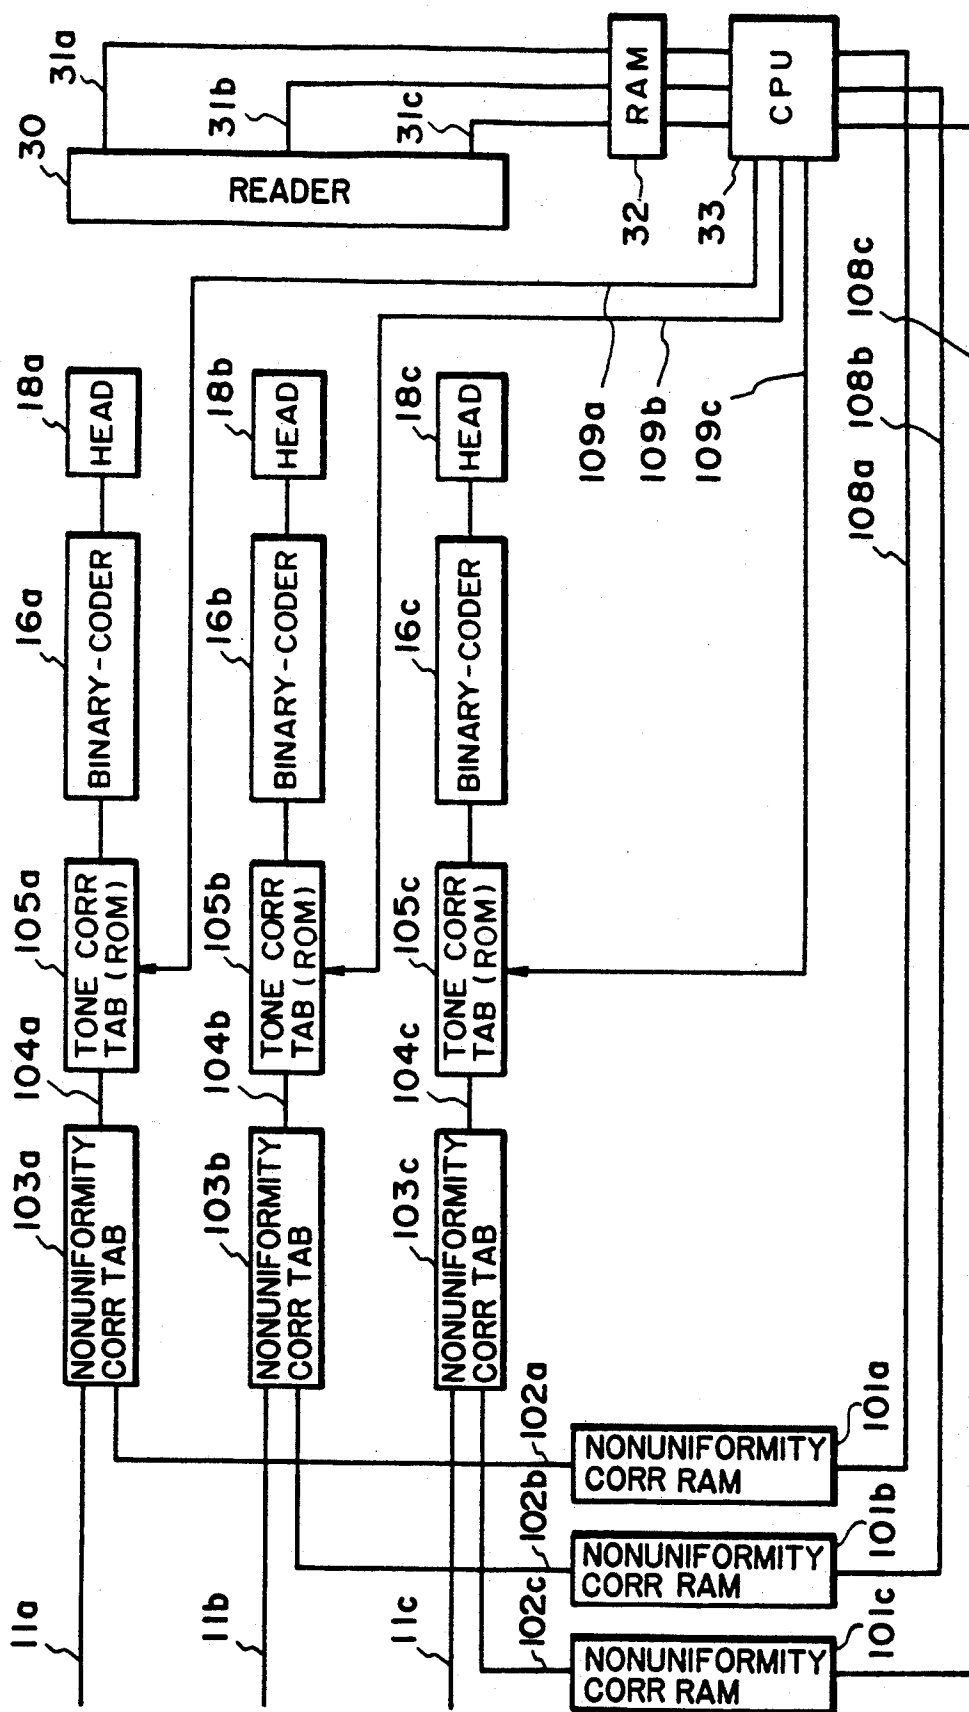 11a
103a
NONUNIFORMITY
CORR TAB
104a
105a
TONE CORR
TAB (ROM)
16a
BINARY-CODER
18a
HEAD
30
READER
31a
31b
31c
11b
103b
NONUNIFORMITY
CORR TAB
104b
105b
TONE CORR
TAB (ROM)
16b
BINARY-CODER
18b
HEAD
11c
103c
NONUNIFORMITY
CORR TAB
104c
105c
TONE CORR
TAB (ROM)
16c
BINARY-CODER
18c
HEAD
RAM
32
CPU
33
109a
109b
109c
108a
108b
108c
102a
102b
102c
NONUNIFORMITY
CORR RAM
101a
NONUNIFORMITY
CORR RAM
101b
NONUNIFORMITY
CORR RAM
101c